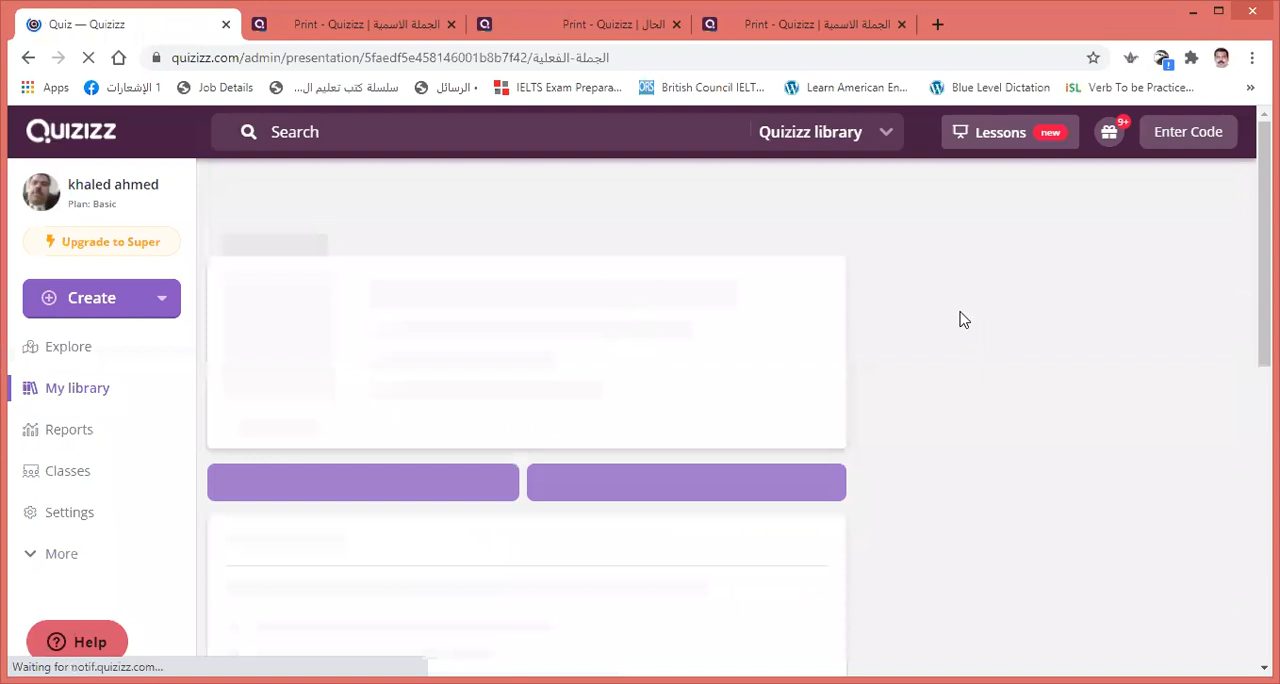 Quiz — Quizizz
Print - Quizizz | الجملة الاسمية
Print - Quizizz | الحال
Print - Quizizz | الجملة الاسمية
quizizz.com/admin/presentation/5faedf5e458146001b8b7f42/الجملة-الفعلية
Apps
1 الإشعارات
Job Details
سلسلة كتب تعليم ال...
الرسائل •
IELTS Exam Prepara...
British Council IELT...
Learn American En...
Blue Level Dictation
iSL Verb To be Practice...
QUIZIZZ
Search
Quizizz library
Lessons new
9+
Enter Code
khaled ahmed
Plan: Basic
Upgrade to Super
Create
Explore
My library
Reports
Classes
Settings
More
Help
Waiting for notif.quizizz.com...